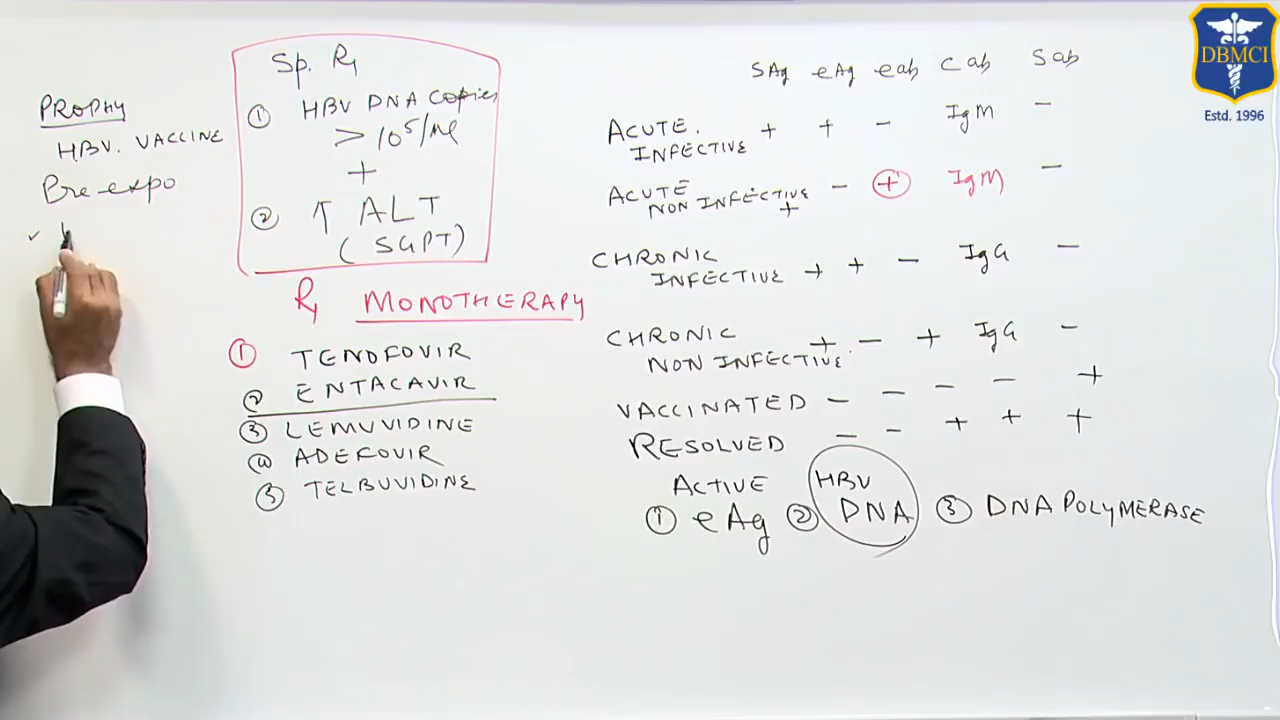 DBMCI
Estd. 1996
PROPHY
HBV. VACCINE
Pre-expo
✓
Sp. Rx
① HBV DNA copies
> 10⁵/ml
+
② ↑ ALT
(SGPT)
Rx MONOTHERAPY
① TENOFOVIR
② ENTACAVIR
③ LEMUVIDINE
④ ADEFOVIR
⑤ TELBUVIDINE
SAg eAg eab Cab Sab
ACUTE. INFECTIVE + + − IgM −
ACUTE NON INFECTIVE + − + IgM −
CHRONIC INFECTIVE + + − IgG −
CHRONIC NON INFECTIVE + − + IgG −
VACCINATED − − − − +
RESOLVED − − + + +
ACTIVE
① eAg ② HBV DNA ③ DNA POLYMERASE